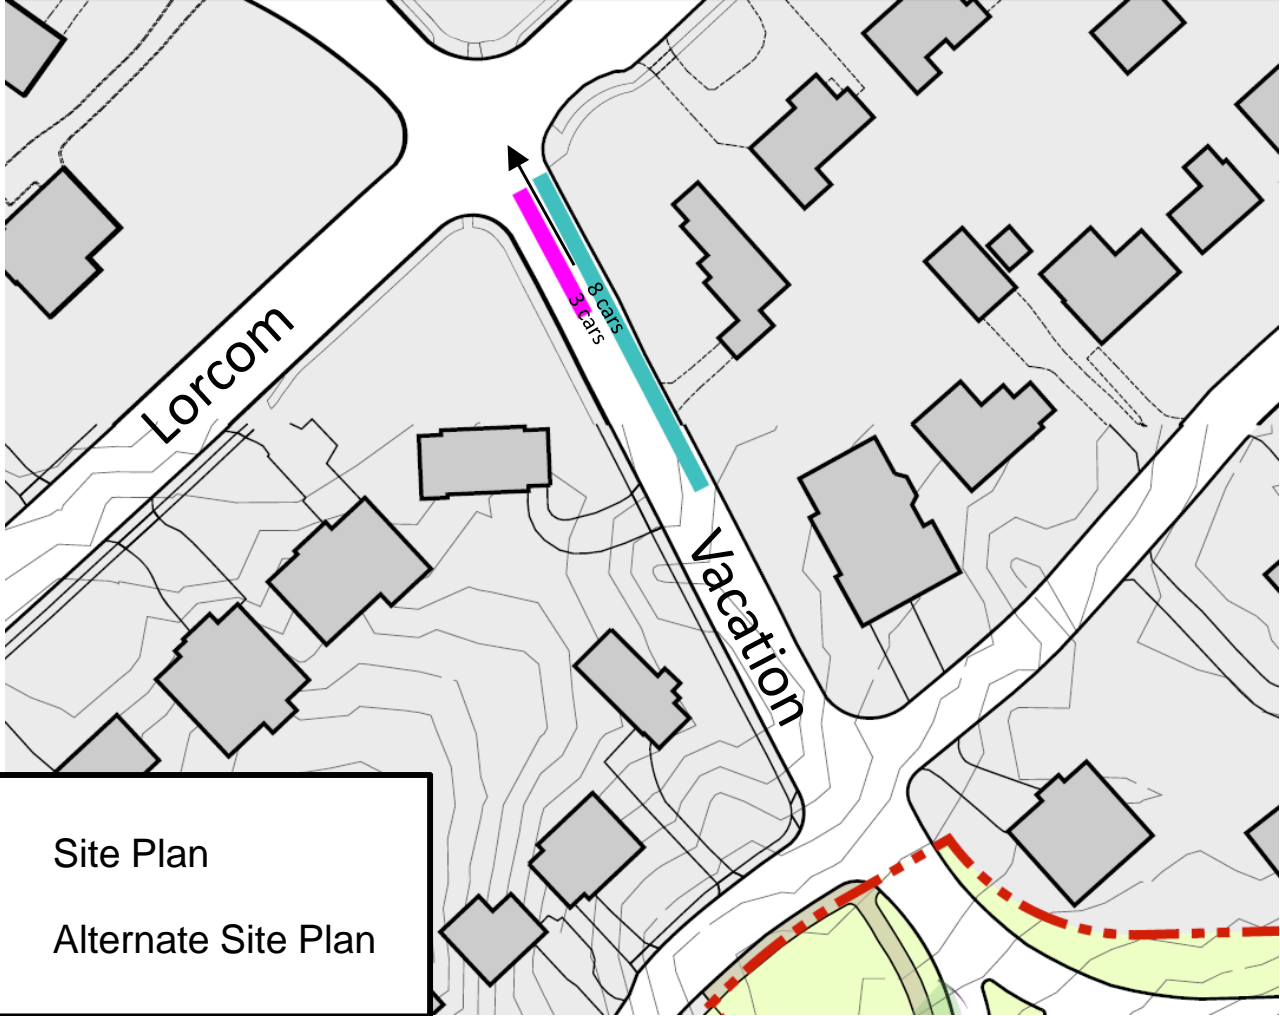 Lorcom
8 cars
3 cars
Vacation
Site Plan
Alternate Site Plan